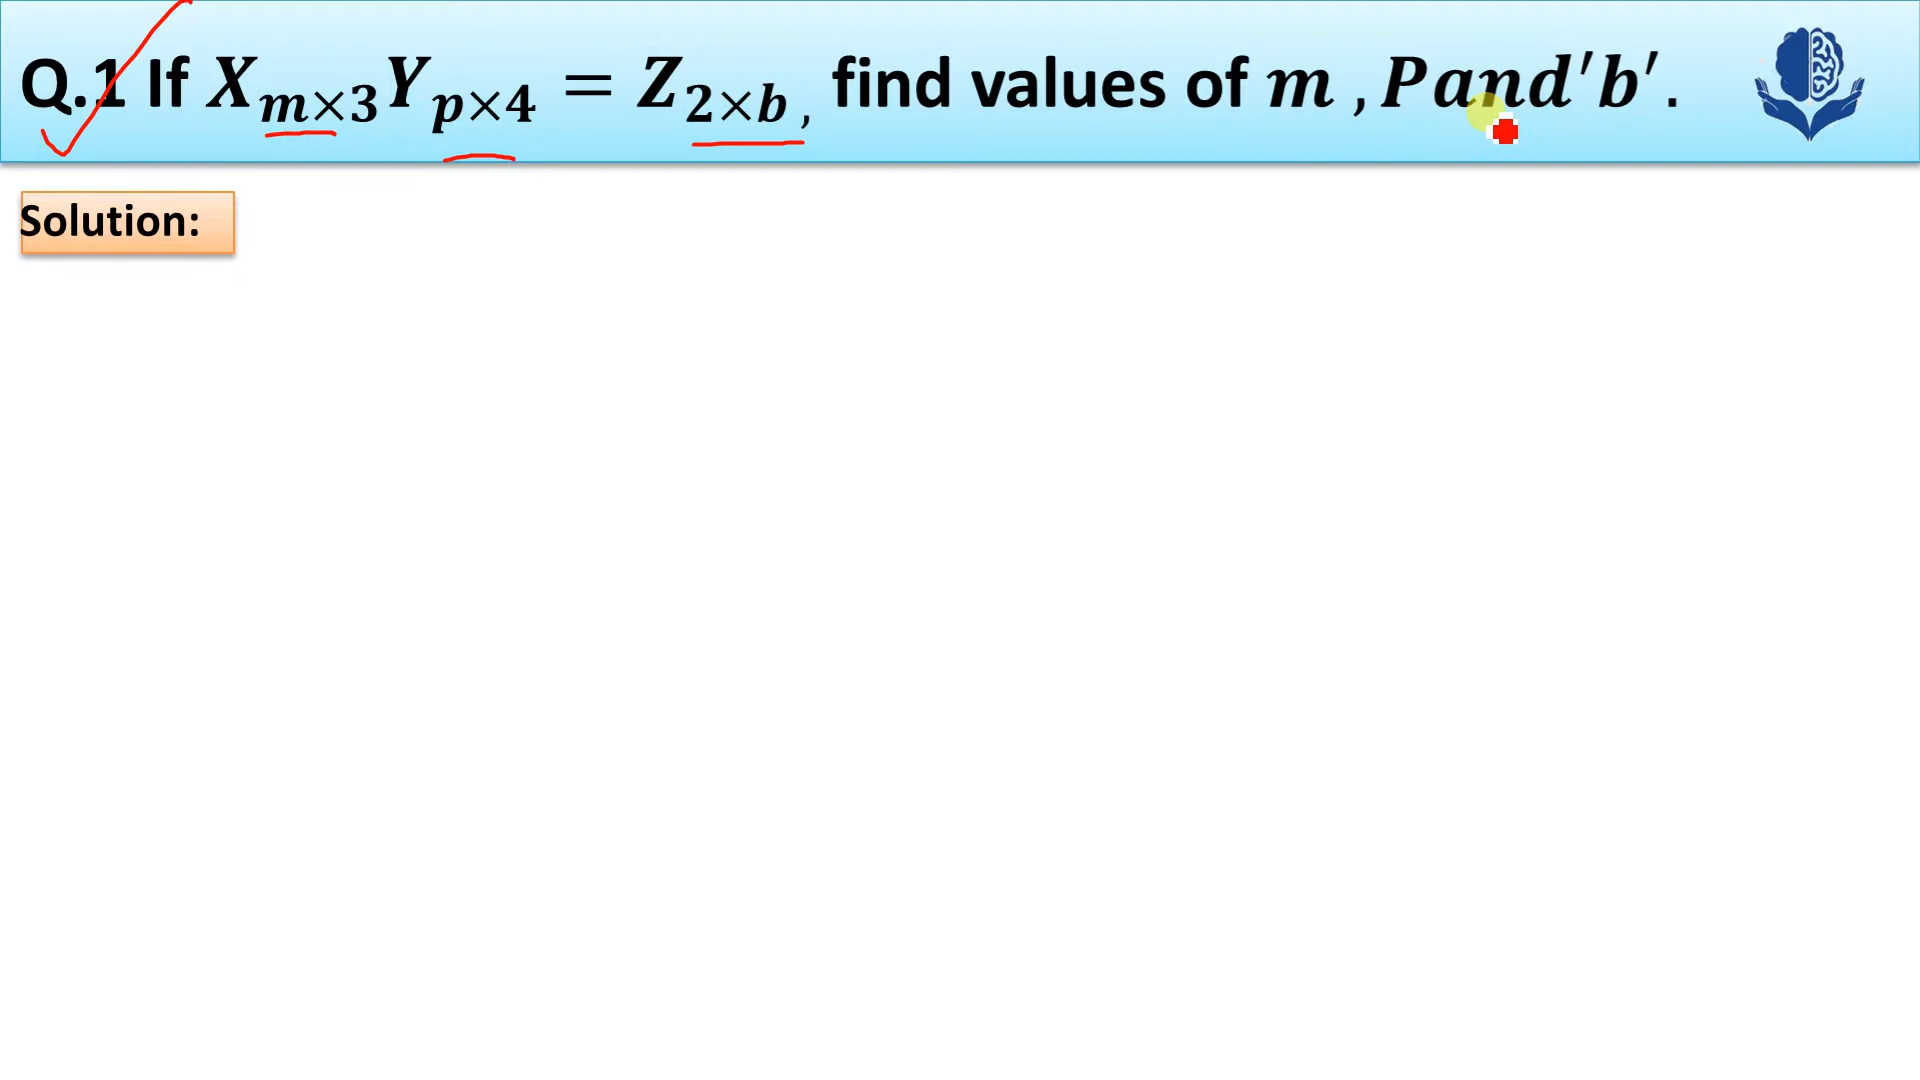 Q.1 If X_{m×3}Y_{p×4} = Z_{2×b}, find values of m , P and 'b' .
Solution: